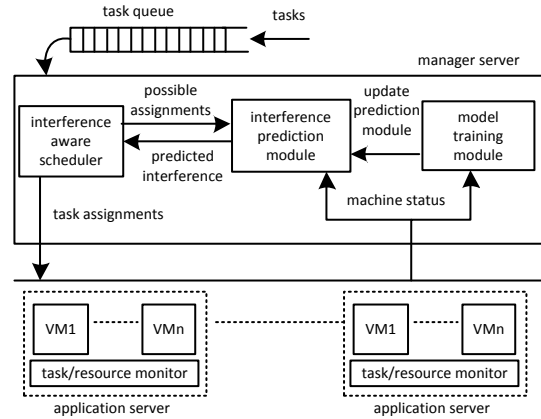 task queue
tasks
manager server
possible
assignments
update
prediction
module
interference
aware
scheduler
interference
prediction
module
model
training
module
predicted
interference
task assignments
machine status
VM1
VMn
VM1
VMn
task/resource monitor
task/resource monitor
application server
application server